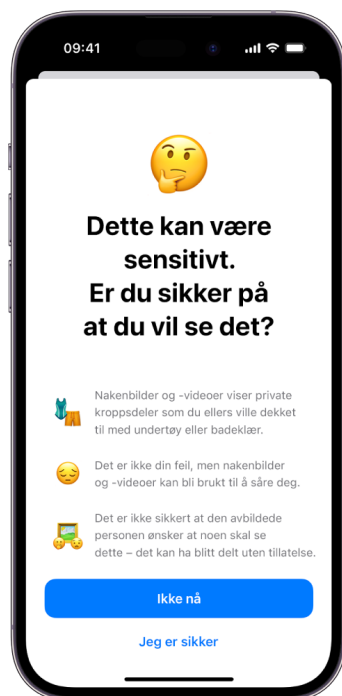 09:41
Dette kan være
sensitivt.
Er du sikker på
at du vil se det?
Nakenbilder og -videoer viser private
kroppsdeler som du ellers ville dekket
til med undertøy eller badeklær.
Det er ikke din feil, men nakenbilder
og -videoer kan bli brukt til å såre deg.
Det er ikke sikkert at den avbildede
personen ønsker at noen skal se
dette – det kan ha blitt delt uten tillatelse.
Ikke nå
Jeg er sikker